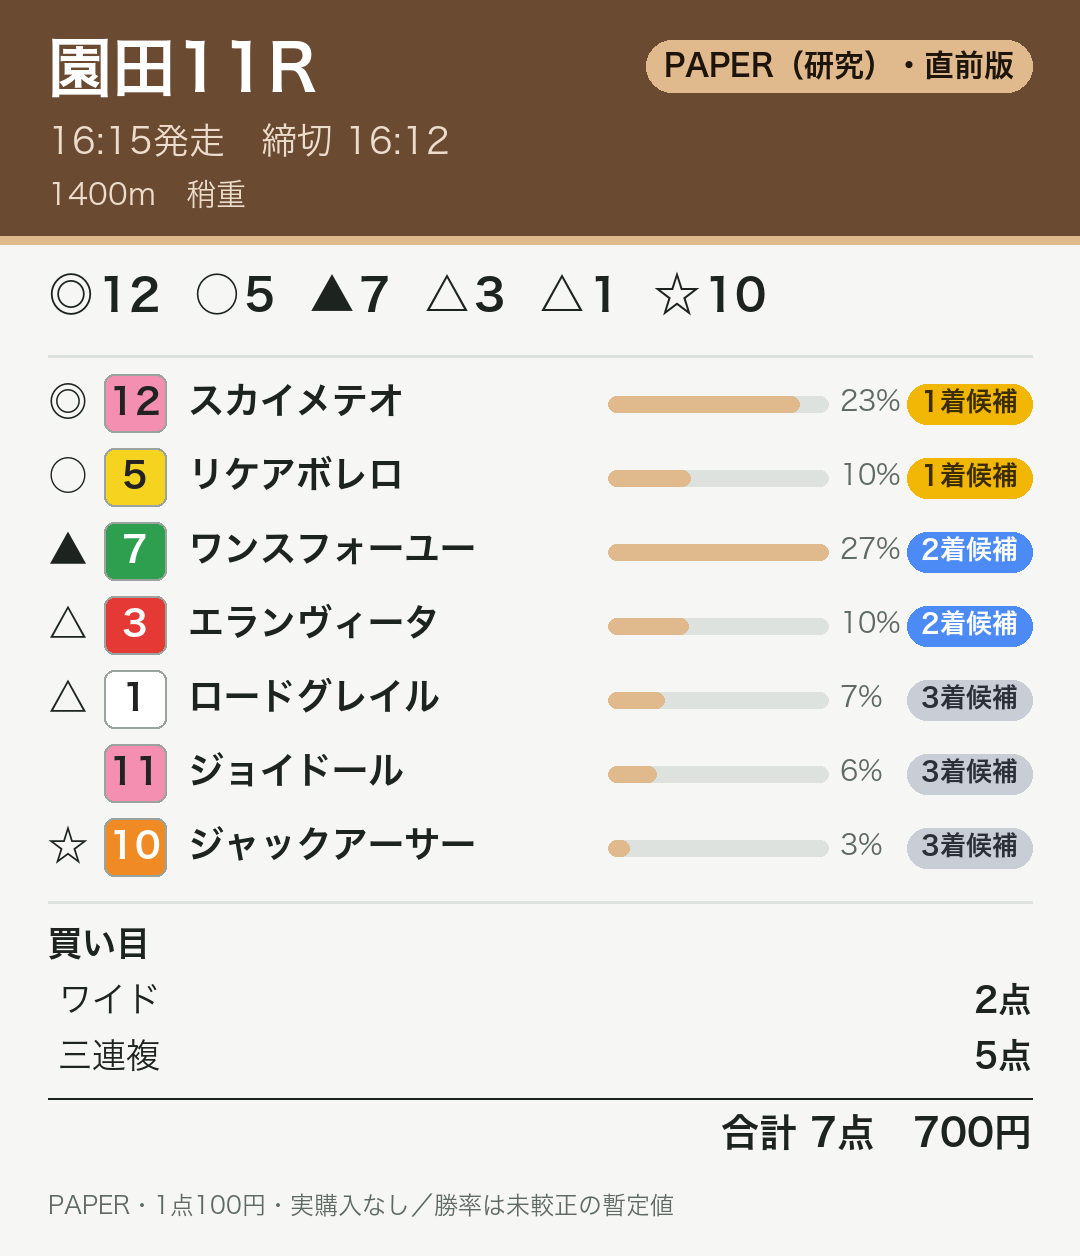 園田11R
PAPER（研究）・直前版
16:15発走　締切 16:12
1400m　稍重
◎12 ○5 ▲7 △3 △1 ☆10
◎ 12 スカイメテオ 23% 1着候補
○ 5 リケアボレロ 10% 1着候補
▲ 7 ワンスフォーユー 27% 2着候補
△ 3 エランヴィータ 10% 2着候補
△ 1 ロードグレイル 7% 3着候補
11 ジョイドール 6% 3着候補
☆ 10 ジャックアーサー 3% 3着候補
買い目
ワイド 2点
三連複 5点
合計 7点　700円
PAPER・1点100円・実購入なし／勝率は未較正の暫定値